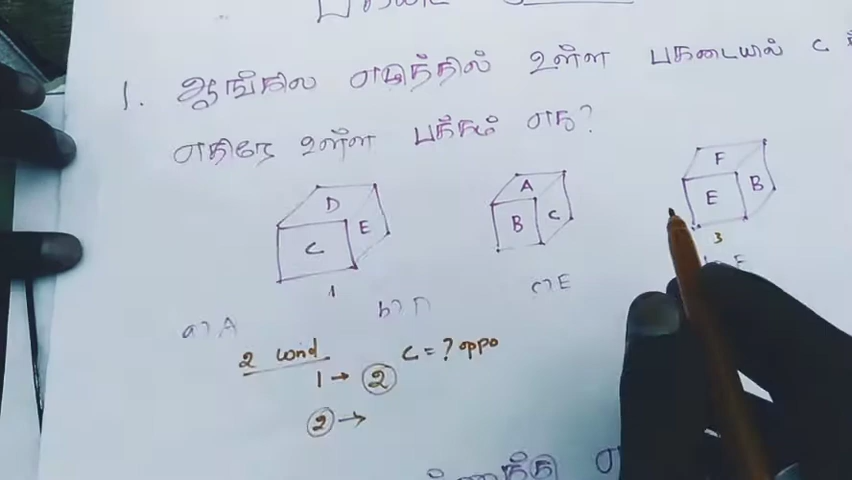 1. ஆங்கில எழுத்தில் உள்ள பகடையில் C
எதிரே உள்ள பக்கம் எது?
D
C
E
A
B
C
F
E
B
1
3
a) A
c) E
F
2 cond
C = ? oppo
1 → 2
2 →